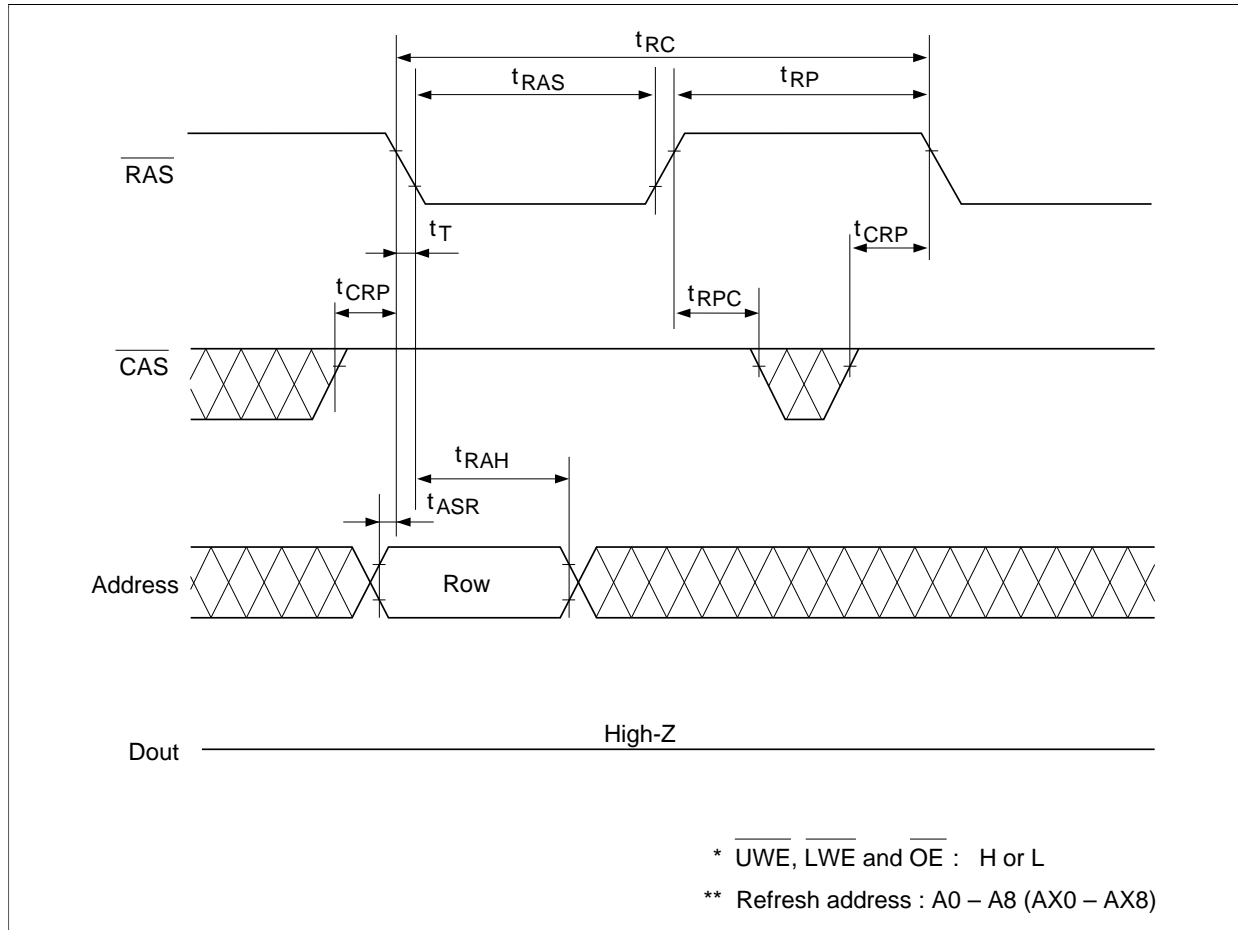 tRC
tRAS
tRP
RAS
tT
tCRP
tCRP
tRPC
CAS
tRAH
tASR
Address
Row
High-Z
Dout
* UWE, LWE and OE : H or L
** Refresh address : A0 – A8 (AX0 – AX8)